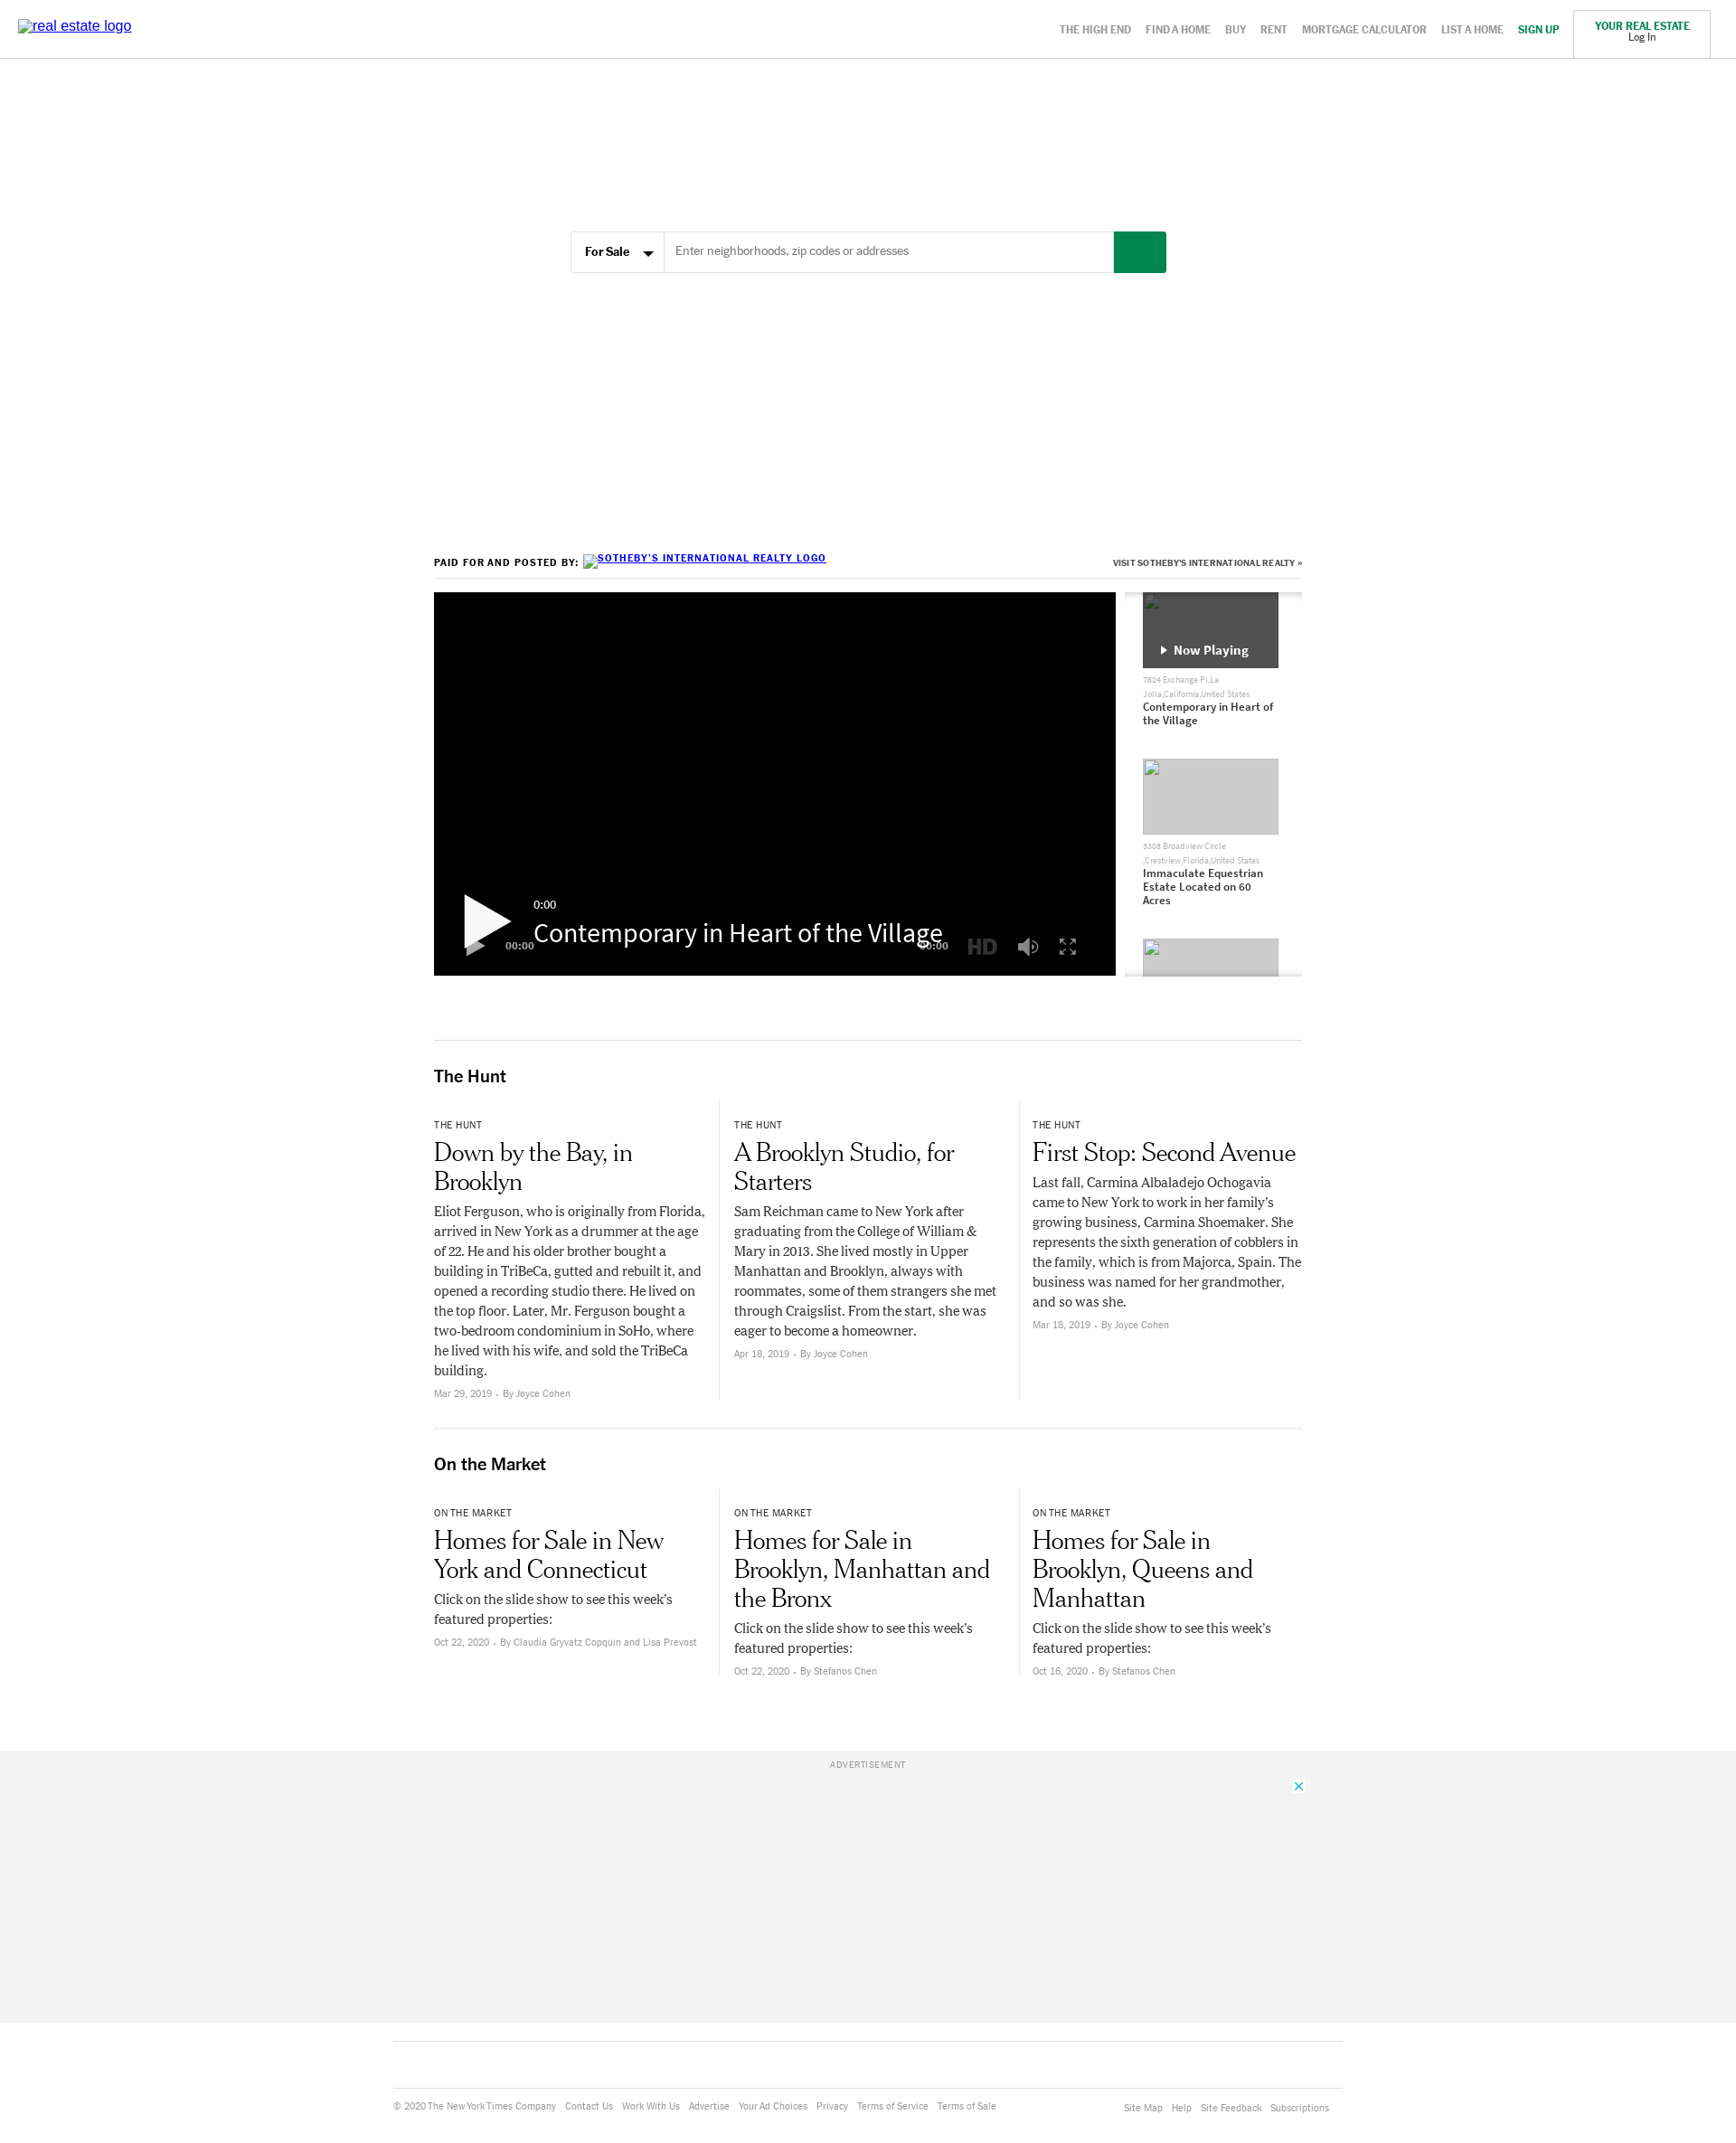 real estate logo
THE HIGH END FIND A HOME BUY RENT MORTGAGE CALCULATOR LIST A HOME SIGN UP
YOUR REAL ESTATE
Log In
For Sale
Enter neighborhoods, zip codes or addresses
PAID FOR AND POSTED BY: SOTHEBY'S INTERNATIONAL REALTY LOGO
VISIT SOTHEBY'S INTERNATIONAL REALTY »
0:00
Contemporary in Heart of the Village
00:00
00:00
HD
Now Playing
7824 Exchange Pl,La
Jolla,California,United States
Contemporary in Heart of
the Village
3308 Broadview Circle
,Crestview,Florida,United States
Immaculate Equestrian
Estate Located on 60
Acres
The Hunt
THE HUNT
Down by the Bay, in
Brooklyn
Eliot Ferguson, who is originally from Florida,
arrived in New York as a drummer at the age
of 22. He and his older brother bought a
building in TriBeCa, gutted and rebuilt it, and
opened a recording studio there. He lived on
the top floor. Later, Mr. Ferguson bought a
two-bedroom condominium in SoHo, where
he lived with his wife, and sold the TriBeCa
building.
Mar 29, 2019 • By Joyce Cohen
THE HUNT
A Brooklyn Studio, for
Starters
Sam Reichman came to New York after
graduating from the College of William &
Mary in 2013. She lived mostly in Upper
Manhattan and Brooklyn, always with
roommates, some of them strangers she met
through Craigslist. From the start, she was
eager to become a homeowner.
Apr 18, 2019 • By Joyce Cohen
THE HUNT
First Stop: Second Avenue
Last fall, Carmina Albaladejo Ochogavia
came to New York to work in her family’s
growing business, Carmina Shoemaker. She
represents the sixth generation of cobblers in
the family, which is from Majorca, Spain. The
business was named for her grandmother,
and so was she.
Mar 18, 2019 • By Joyce Cohen
On the Market
ON THE MARKET
Homes for Sale in New
York and Connecticut
Click on the slide show to see this week’s
featured properties:
Oct 22, 2020 • By Claudia Gryvatz Copquin and Lisa Prevost
ON THE MARKET
Homes for Sale in
Brooklyn, Manhattan and
the Bronx
Click on the slide show to see this week’s
featured properties:
Oct 22, 2020 • By Stefanos Chen
ON THE MARKET
Homes for Sale in
Brooklyn, Queens and
Manhattan
Click on the slide show to see this week’s
featured properties:
Oct 16, 2020 • By Stefanos Chen
ADVERTISEMENT
© 2020 The New York Times Company Contact Us Work With Us Advertise Your Ad Choices Privacy Terms of Service Terms of Sale
Site Map Help Site Feedback Subscriptions